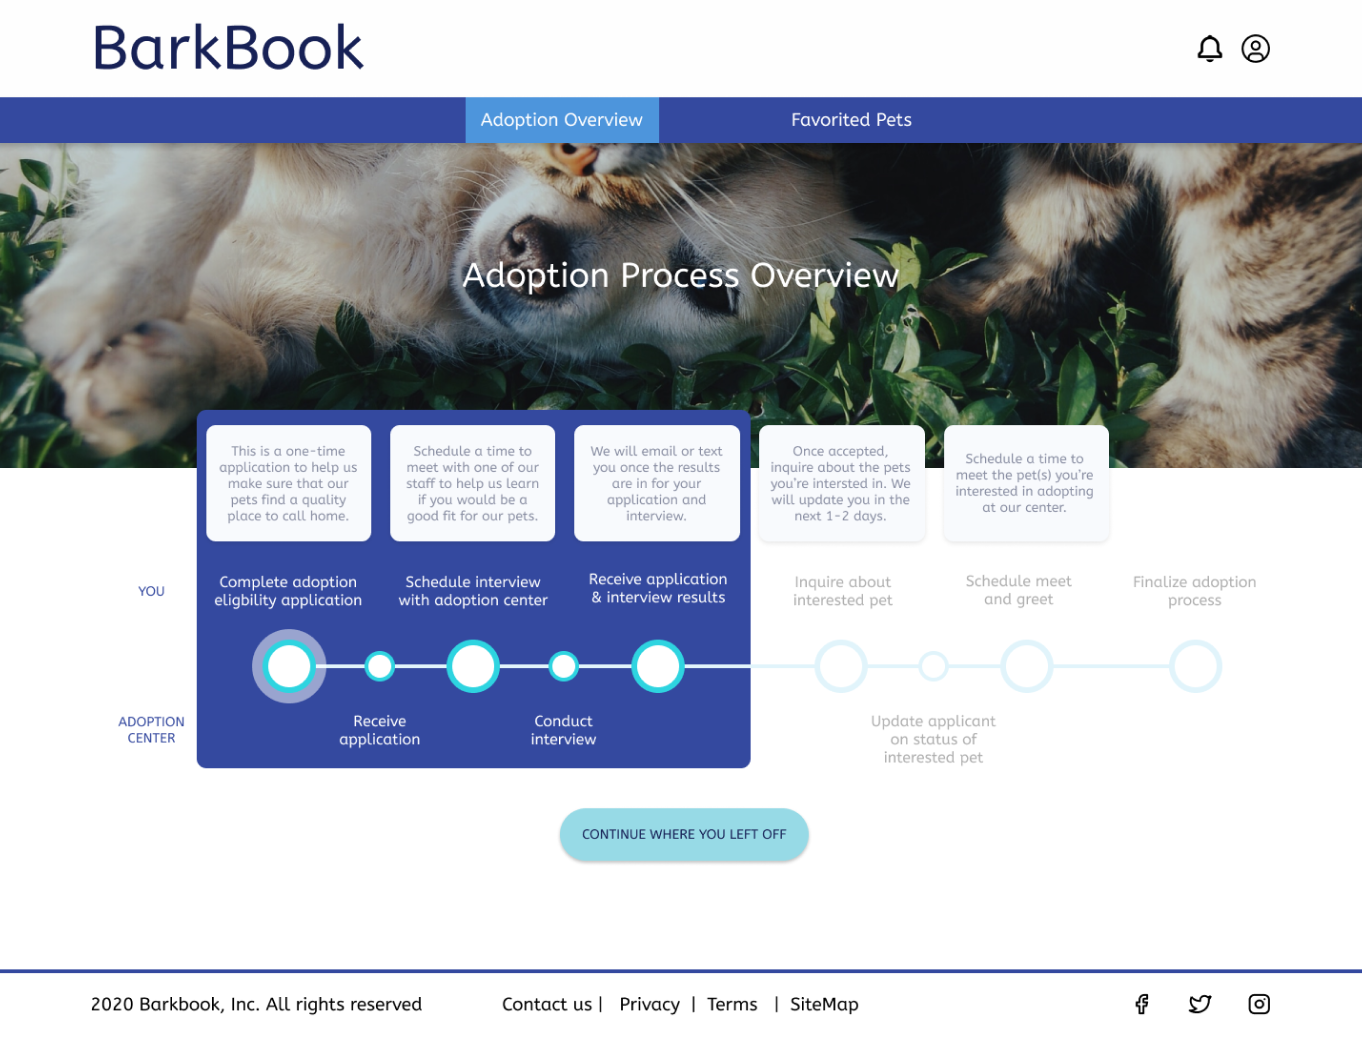 BarkBook
Adoption Overview
Favorited Pets
Adoption Process Overview
This is a one-time
application to help us
make sure that our
pets find a quality
place to call home.
Schedule a time to
meet with one of our
staff to help us learn
if you would be a
good fit for our pets.
We will email or text
you once the results
are in for your
application and
interview.
Once accepted,
inquire about the pets
you're intersted in. We
will update you in the
next 1-2 days.
Schedule a time to
meet the pet(s) you're
interested in adopting
at our center.
YOU
Complete adoption
eligbility application
Schedule interview
with adoption center
Receive application
& interview results
Inquire about
interested pet
Schedule meet
and greet
Finalize adoption
process
ADOPTION
CENTER
Receive
application
Conduct
interview
Update applicant
on status of
interested pet
CONTINUE WHERE YOU LEFT OFF
2020 Barkbook, Inc. All rights reserved
Contact us | Privacy | Terms | SiteMap